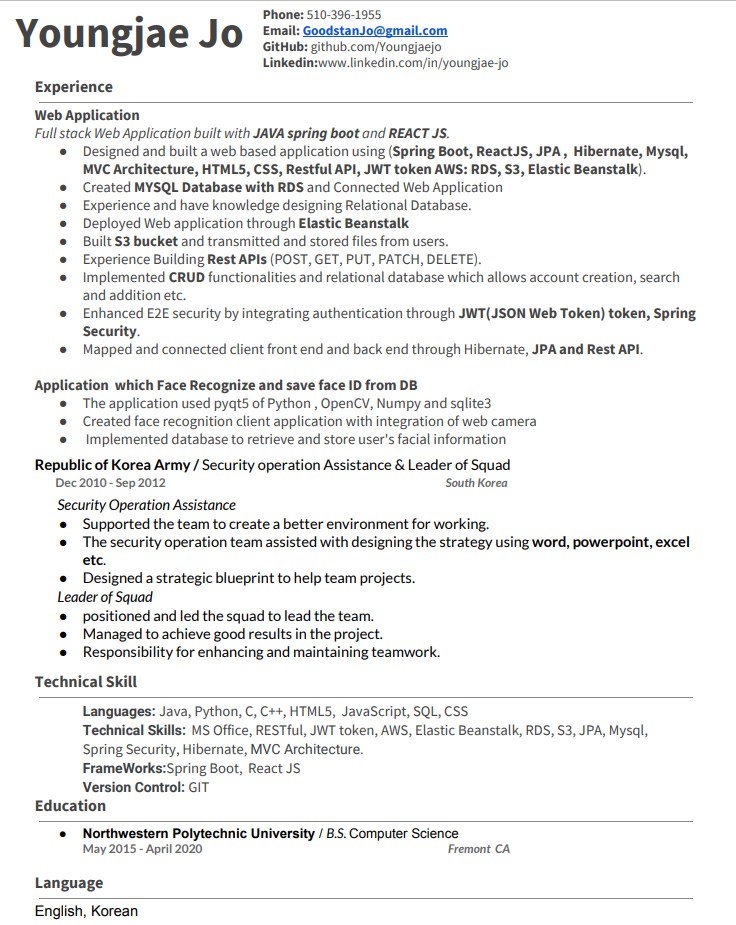 Youngjae Jo
Phone: 510-396-1955
Email: GoodstanJo@gmail.com
GitHub: github.com/Youngjaejo
Linkedin:www.linkedin.com/in/youngjae-jo
Experience
Web Application
Full stack Web Application built with JAVA spring boot and REACT JS.
● Designed and built a web based application using (Spring Boot, ReactJS, JPA , Hibernate, Mysql,
MVC Architecture, HTML5, CSS, Restful API, JWT token AWS: RDS, S3, Elastic Beanstalk).
● Created MYSQL Database with RDS and Connected Web Application
● Experience and have knowledge designing Relational Database.
● Deployed Web application through Elastic Beanstalk
● Built S3 bucket and transmitted and stored files from users.
● Experience Building Rest APIs (POST, GET, PUT, PATCH, DELETE).
● Implemented CRUD functionalities and relational database which allows account creation, search
and addition etc.
● Enhanced E2E security by integrating authentication through JWT(JSON Web Token) token, Spring
Security.
● Mapped and connected client front end and back end through Hibernate, JPA and Rest API.
Application which Face Recognize and save face ID from DB
● The application used pyqt5 of Python , OpenCV, Numpy and sqlite3
● Created face recognition client application with integration of web camera
● Implemented database to retrieve and store user's facial information
Republic of Korea Army / Security operation Assistance & Leader of Squad
Dec 2010 - Sep 2012 South Korea
Security Operation Assistance
● Supported the team to create a better environment for working.
● The security operation team assisted with designing the strategy using word, powerpoint, excel
etc.
● Designed a strategic blueprint to help team projects.
Leader of Squad
● positioned and led the squad to lead the team.
● Managed to achieve good results in the project.
● Responsibility for enhancing and maintaining teamwork.
Technical Skill
Languages: Java, Python, C, C++, HTML5, JavaScript, SQL, CSS
Technical Skills: MS Office, RESTful, JWT token, AWS, Elastic Beanstalk, RDS, S3, JPA, Mysql,
Spring Security, Hibernate, MVC Architecture.
FrameWorks:Spring Boot, React JS
Version Control: GIT
Education
● Northwestern Polytechnic University / B.S. Computer Science
May 2015 - April 2020 Fremont CA
Language
English, Korean